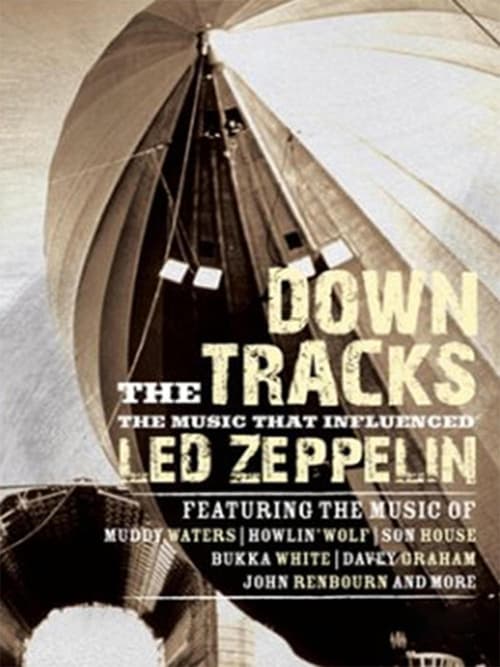 DOWN
THE TRACKS
THE MUSIC THAT INFLUENCED
LED ZEPPELIN
FEATURING THE MUSIC OF
MUDDY WATERS | HOWLIN' WOLF | SON HOUSE
BUKKA WHITE | DAVEY GRAHAM
JOHN RENBOURN AND MORE